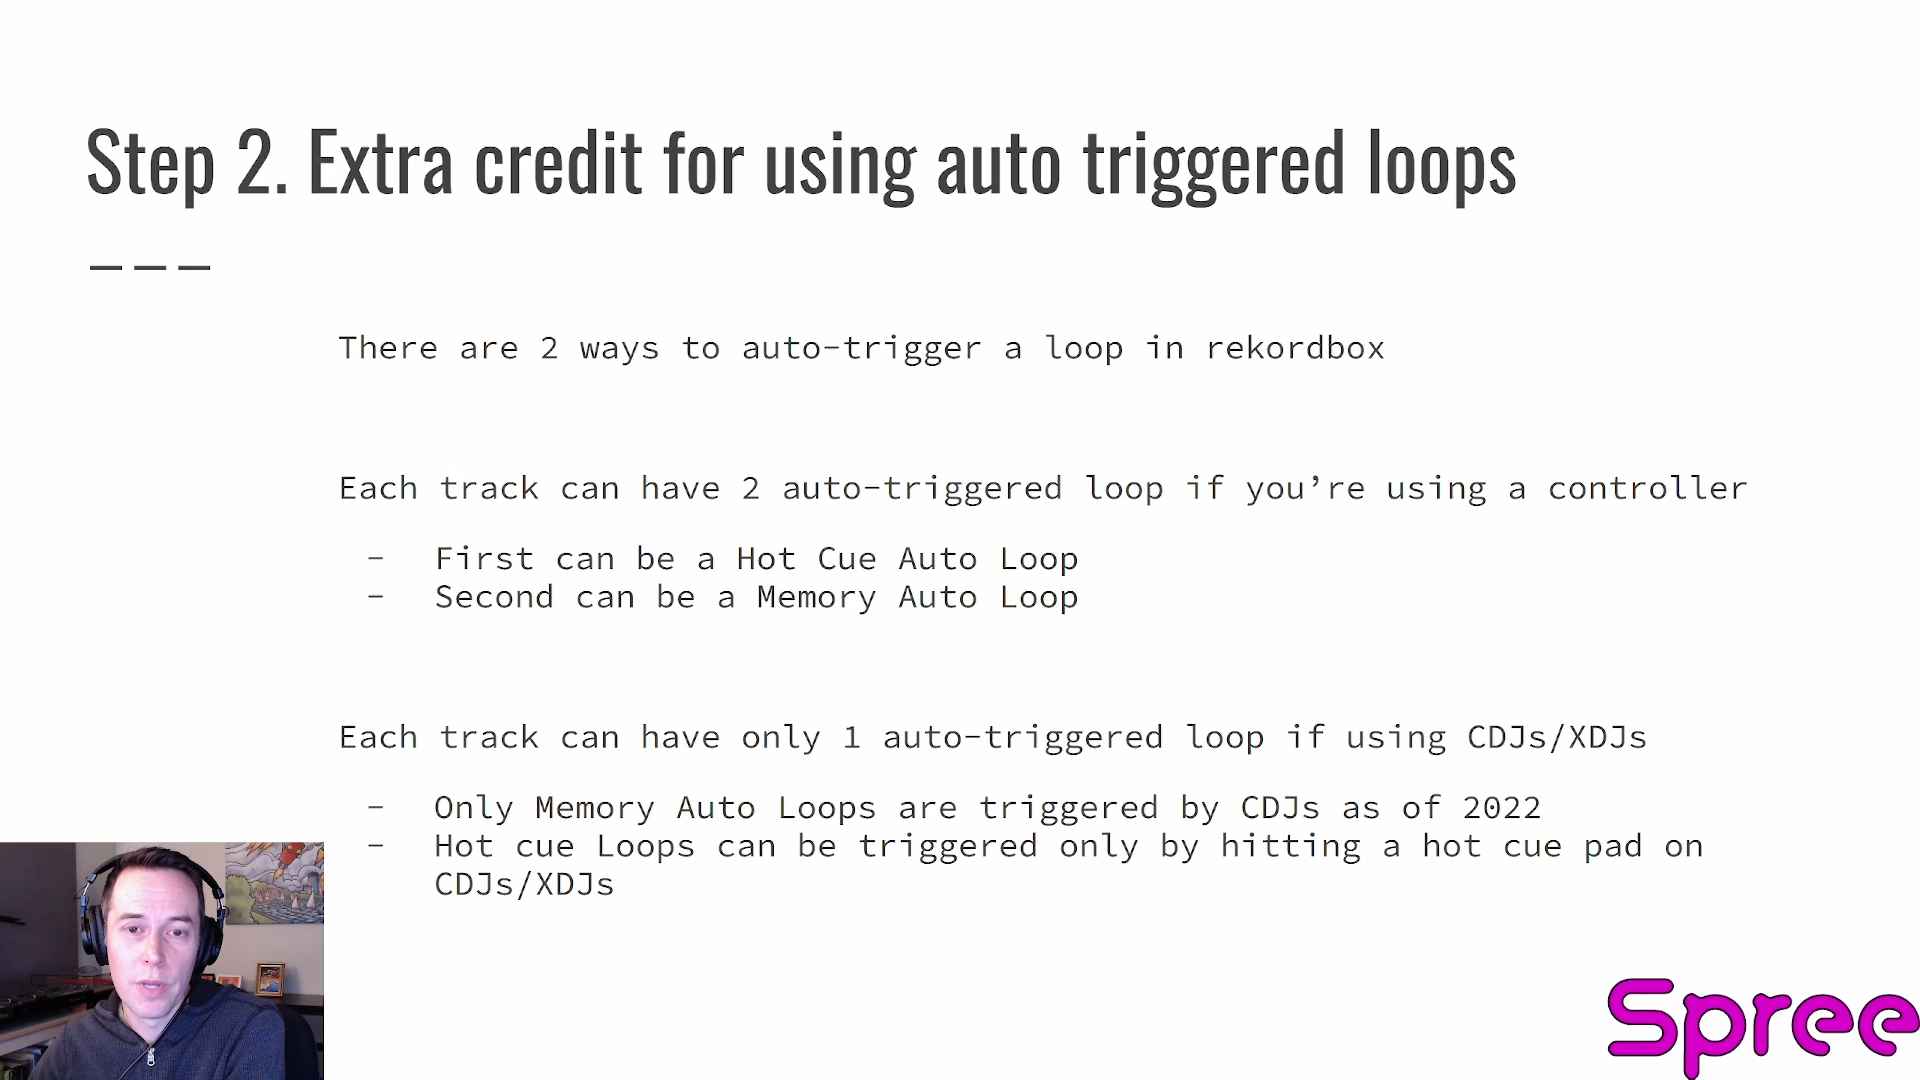 Step 2. Extra credit for using auto triggered loops
There are 2 ways to auto-trigger a loop in rekordbox
Each track can have 2 auto-triggered loop if you’re using a controller
- First can be a Hot Cue Auto Loop
- Second can be a Memory Auto Loop
Each track can have only 1 auto-triggered loop if using CDJs/XDJs
- Only Memory Auto Loops are triggered by CDJs as of 2022
- Hot cue Loops can be triggered only by hitting a hot cue pad on
CDJs/XDJs
Spree